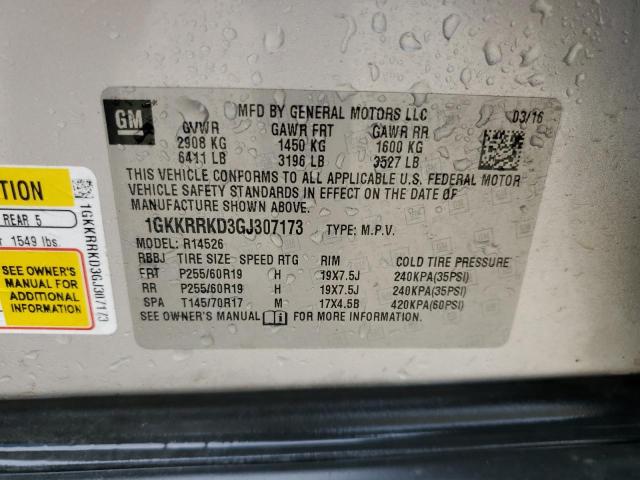 GM
MFD BY GENERAL MOTORS LLC 03/16
GVWR GAWR FRT GAWR RR
2908 KG 1450 KG 1600 KG
6411 LB 3196 LB 3527 LB
THIS VEHICLE CONFORMS TO ALL APPLICABLE U.S. FEDERAL MOTOR
VEHICLE SAFETY STANDARDS IN EFFECT ON THE DATE OF
MANUFACTURE SHOWN ABOVE.
1GKKRRKD3GJ307173 TYPE: M.P.V.
MODEL: R14526
RBBJ TIRE SIZE SPEED RTG RIM COLD TIRE PRESSURE
FRT P255/60R19 H 19X7.5J 240KPA(35PSI)
RR P255/60R19 H 19X7.5J 240KPA(35PSI)
SPA T145/70R17 M 17X4.5B 420KPA(60PSI)
SEE OWNER'S MANUAL FOR MORE INFORMATION.
TION
REAR 5
1549 lbs.
SEE OWNER'S
MANUAL FOR
ADDITIONAL
INFORMATION
1GKKRRKD3GJ307173